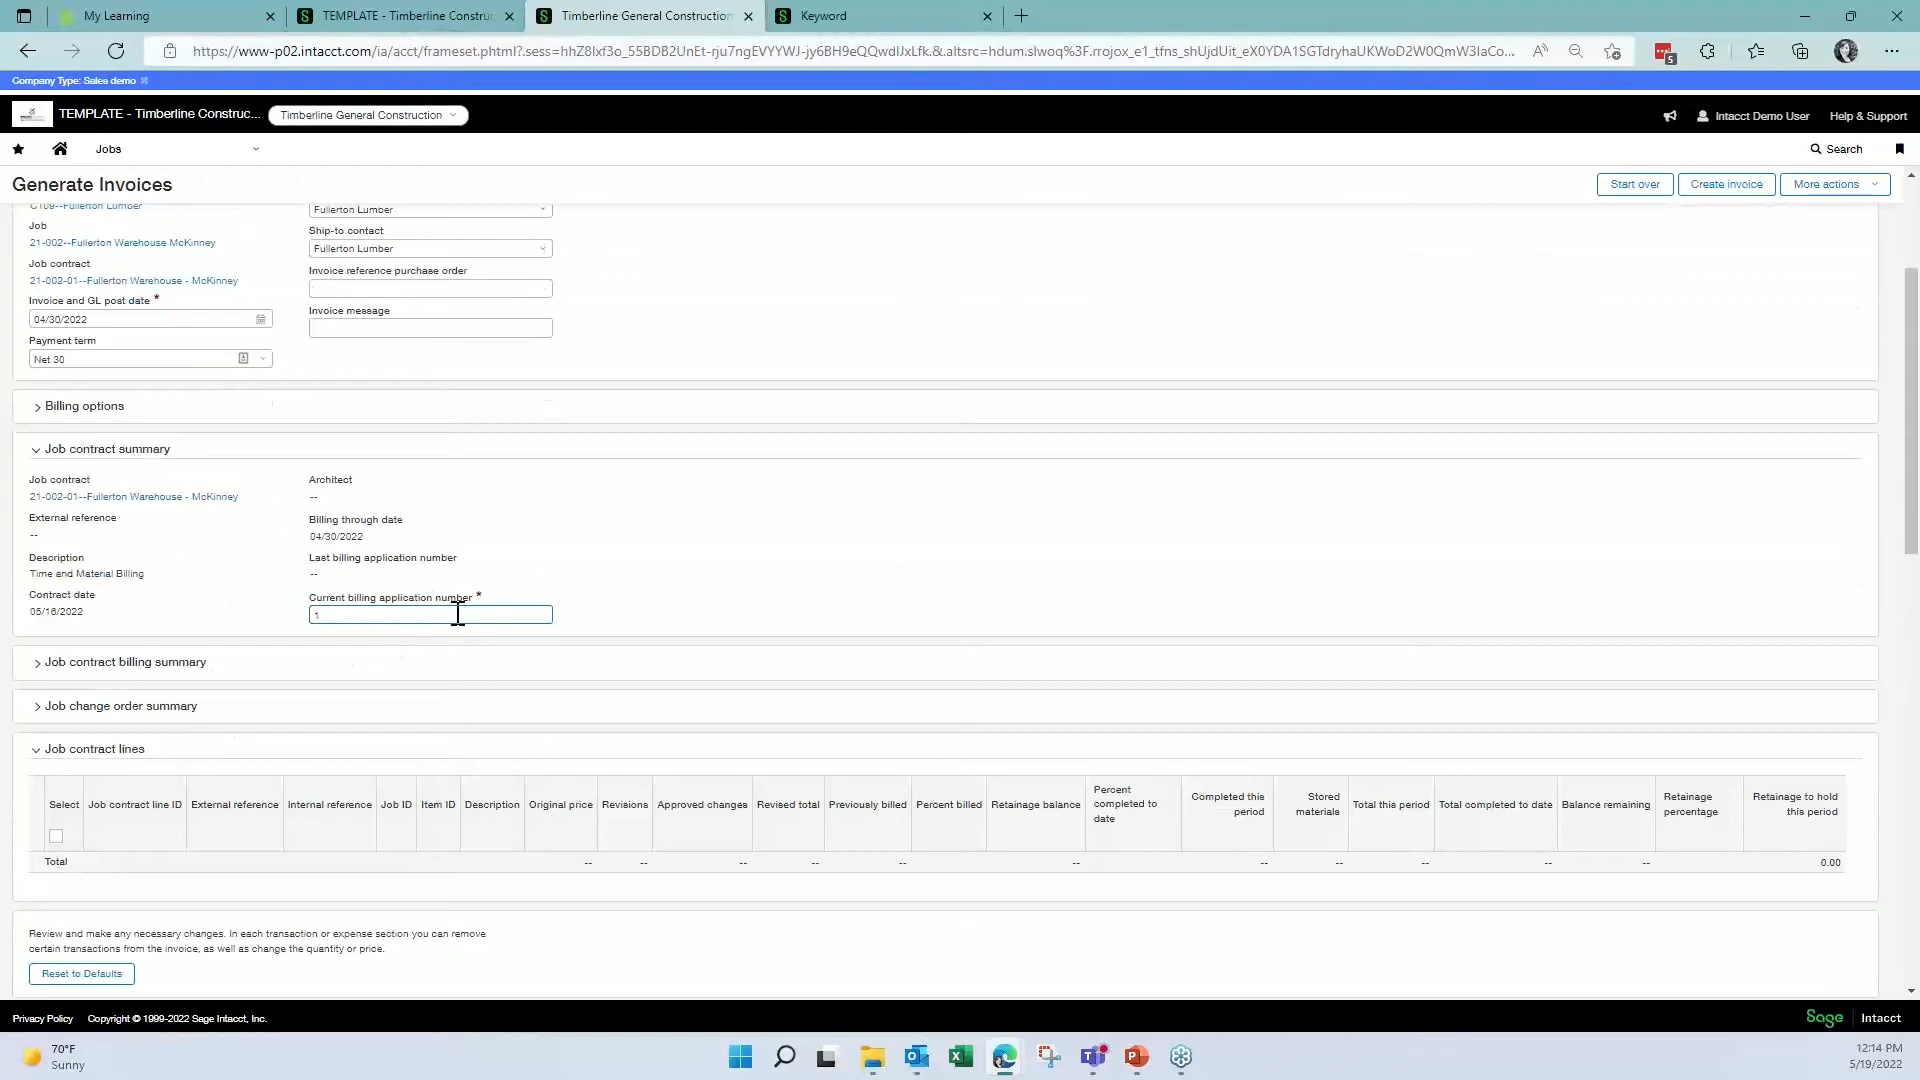 My Learning
TEMPLATE - Timberline Construc
Timberline General Construction
Keyword
https://www-p02.intacct.com/ia/acct/frameset.phtml?.sess=hhZ8lxf3o_55BDB2UnEt-rju7ngEVYYWJ-jy6BH9eQQwdlJxLfk.&.altsrc=hdum.slwoq%3F.rrojox_e1_tfns_shUjdUit_eX0YDA1SGTdryhaUKWoD2W0QmW3IaCo...
5
Company Type: Sales demo
TEMPLATE - Timberline Construc...
Timberline General Construction
Intacct Demo User
Help & Support
Jobs
Search
Generate Invoices
Start over
Create invoice
More actions
C109--Fullerton Lumber
Fullerton Lumber
Job
Ship-to contact
21-002--Fullerton Warehouse McKinney
Fullerton Lumber
Job contract
Invoice reference purchase order
21-002-01--Fullerton Warehouse - McKinney
Invoice and GL post date *
Invoice message
04/30/2022
Payment term
Net 30
Billing options
Job contract summary
Job contract
Architect
21-002-01--Fullerton Warehouse - McKinney
--
External reference
Billing through date
--
04/30/2022
Description
Last billing application number
Time and Material Billing
--
Contract date
Current billing application number *
05/16/2022
1
Job contract billing summary
Job change order summary
Job contract lines
Select
Job contract line ID
External reference
Internal reference
Job ID
Item ID
Description
Original price
Revisions
Approved changes
Revised total
Previously billed
Percent billed
Retainage balance
Percent completed to date
Completed this period
Stored materials
Total this period
Total completed to date
Balance remaining
Retainage percentage
Retainage to hold this period
Total -- -- -- -- -- -- -- -- -- -- -- 0.00
Review and make any necessary changes. In each transaction or expense section you can remove
certain transactions from the invoice, as well as change the quantity or price.
Reset to Defaults
Privacy Policy
Copyright © 1999-2022 Sage Intacct, Inc.
Sage
Intacct
70°F
Sunny
12:14 PM
5/19/2022